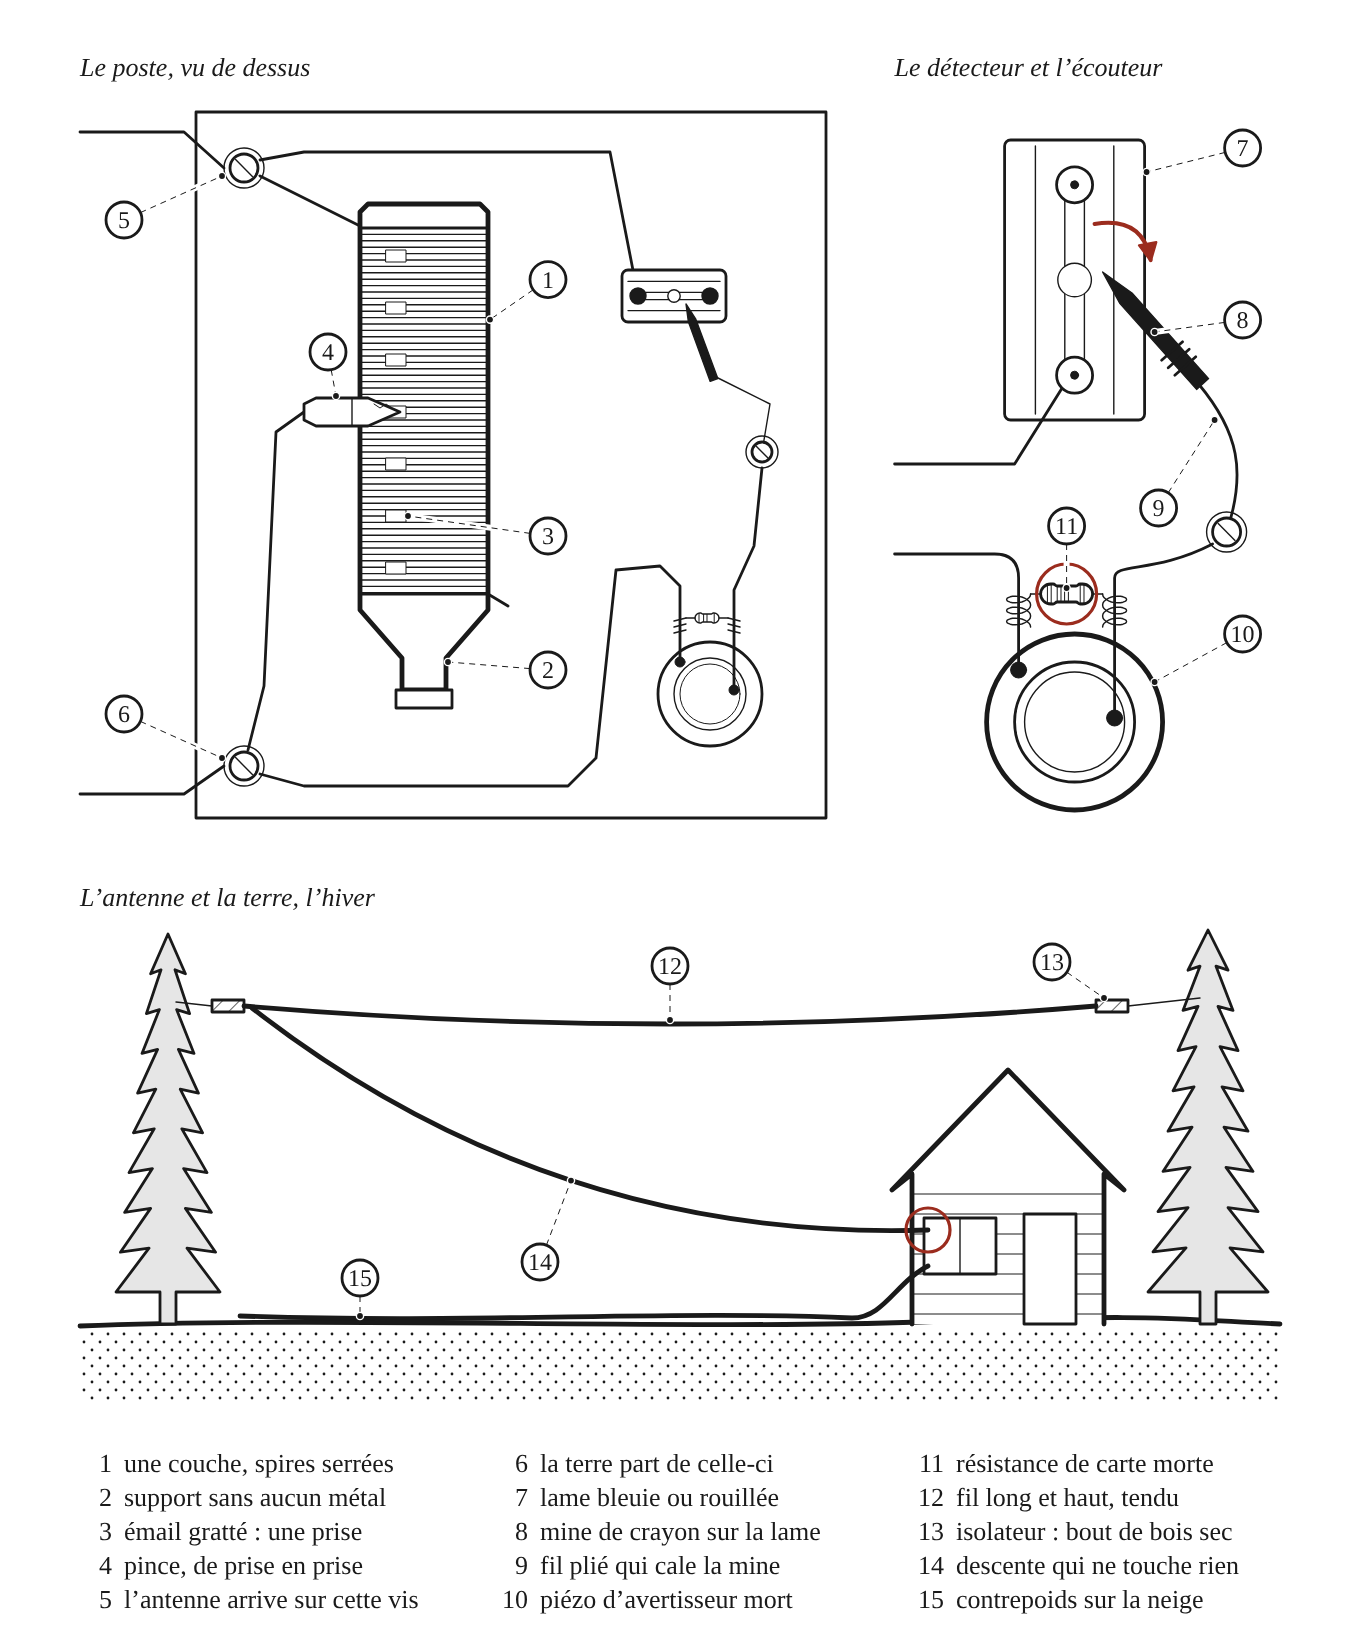 Le poste, vu de dessus
Le détecteur et l’écouteur
5
1
4
3
2
6
7
8
9
11
10
L’antenne et la terre, l’hiver
12
13
14
15
1 une couche, spires serrées
2 support sans aucun métal
3 émail gratté : une prise
4 pince, de prise en prise
5 l’antenne arrive sur cette vis
6 la terre part de celle-ci
7 lame bleuie ou rouillée
8 mine de crayon sur la lame
9 fil plié qui cale la mine
10 piézo d’avertisseur mort
11 résistance de carte morte
12 fil long et haut, tendu
13 isolateur : bout de bois sec
14 descente qui ne touche rien
15 contrepoids sur la neige